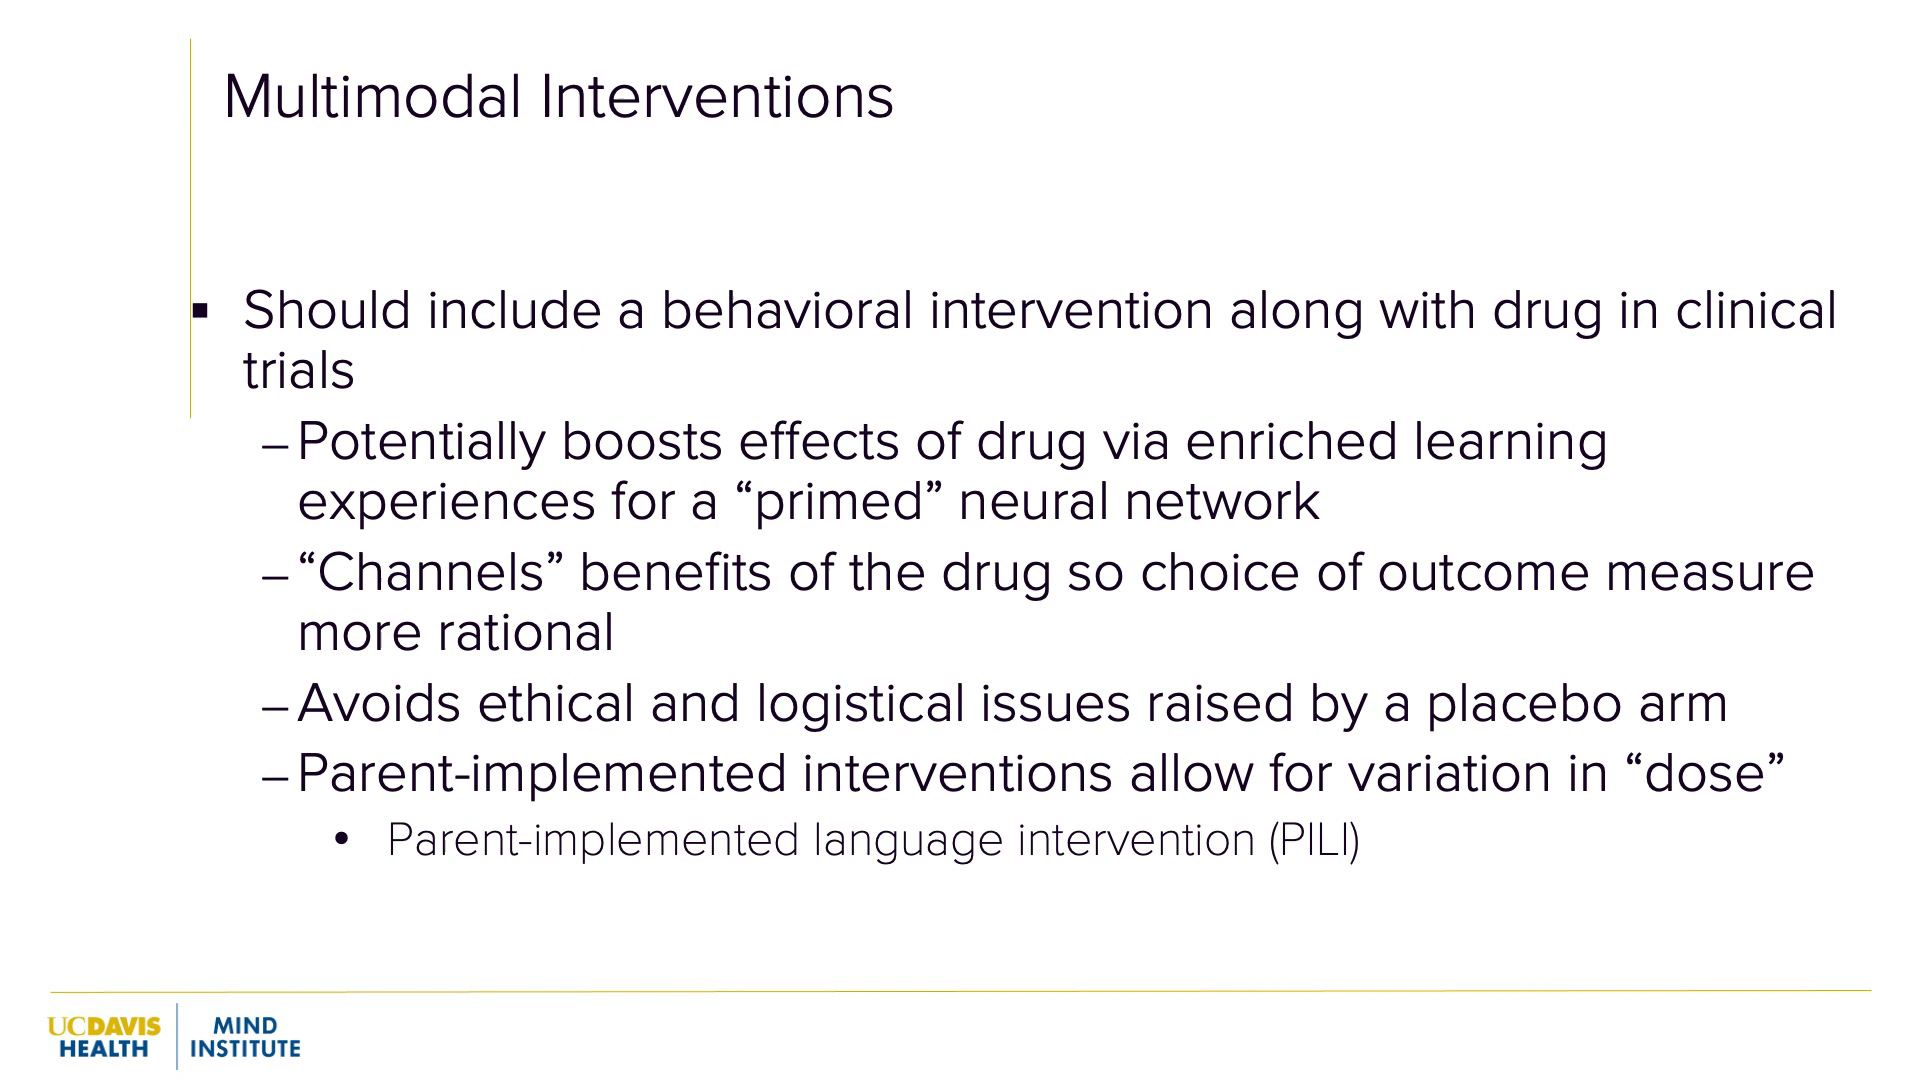 Multimodal Interventions
▪ Should include a behavioral intervention along with drug in clinical
trials
– Potentially boosts effects of drug via enriched learning
experiences for a “primed” neural network
– “Channels” benefits of the drug so choice of outcome measure
more rational
– Avoids ethical and logistical issues raised by a placebo arm
– Parent-implemented interventions allow for variation in “dose”
• Parent-implemented language intervention (PILI)
UCDAVIS
HEALTH
MIND
INSTITUTE